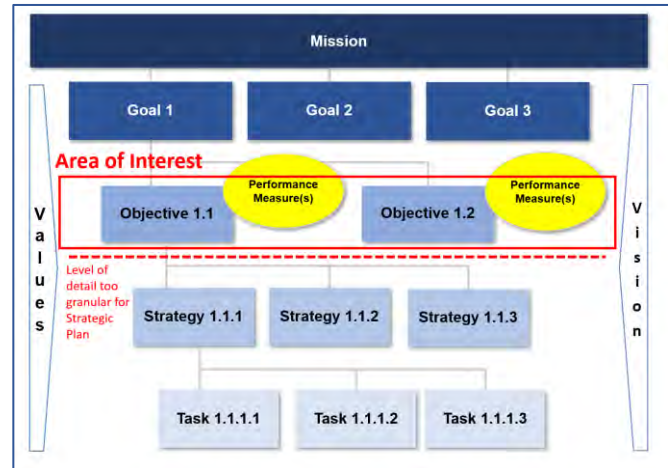 Mission
Goal 1
Goal 2
Goal 3
Area of Interest
Performance
Measure(s)
Performance
Measure(s)
Objective 1.1
Objective 1.2
Values
Vision
Level of
detail too
granular for
Strategic
Plan
Strategy 1.1.1
Strategy 1.1.2
Strategy 1.1.3
Task 1.1.1.1
Task 1.1.1.2
Task 1.1.1.3